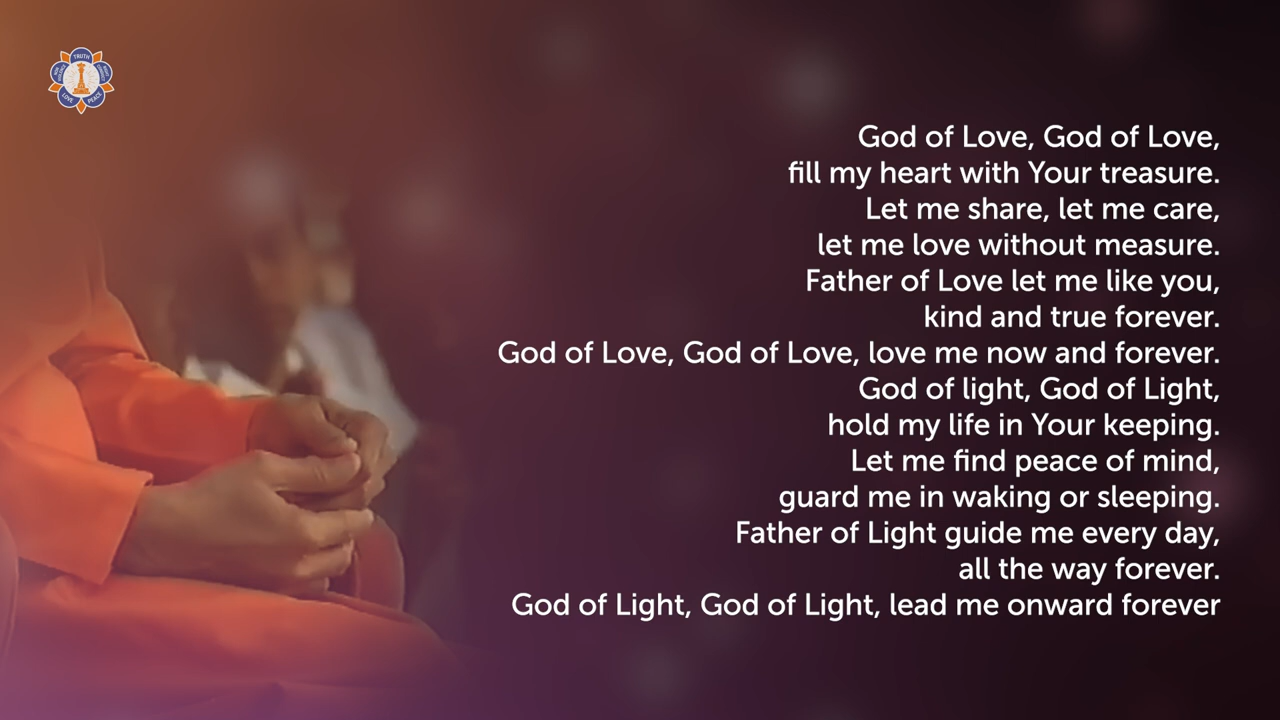 TRUTH
LOVE
PEACE
God of Love, God of Love,
fill my heart with Your treasure.
Let me share, let me care,
let me love without measure.
Father of Love let me like you,
kind and true forever.
God of Love, God of Love, love me now and forever.
God of light, God of Light,
hold my life in Your keeping.
Let me find peace of mind,
guard me in waking or sleeping.
Father of Light guide me every day,
all the way forever.
God of Light, God of Light, lead me onward forever